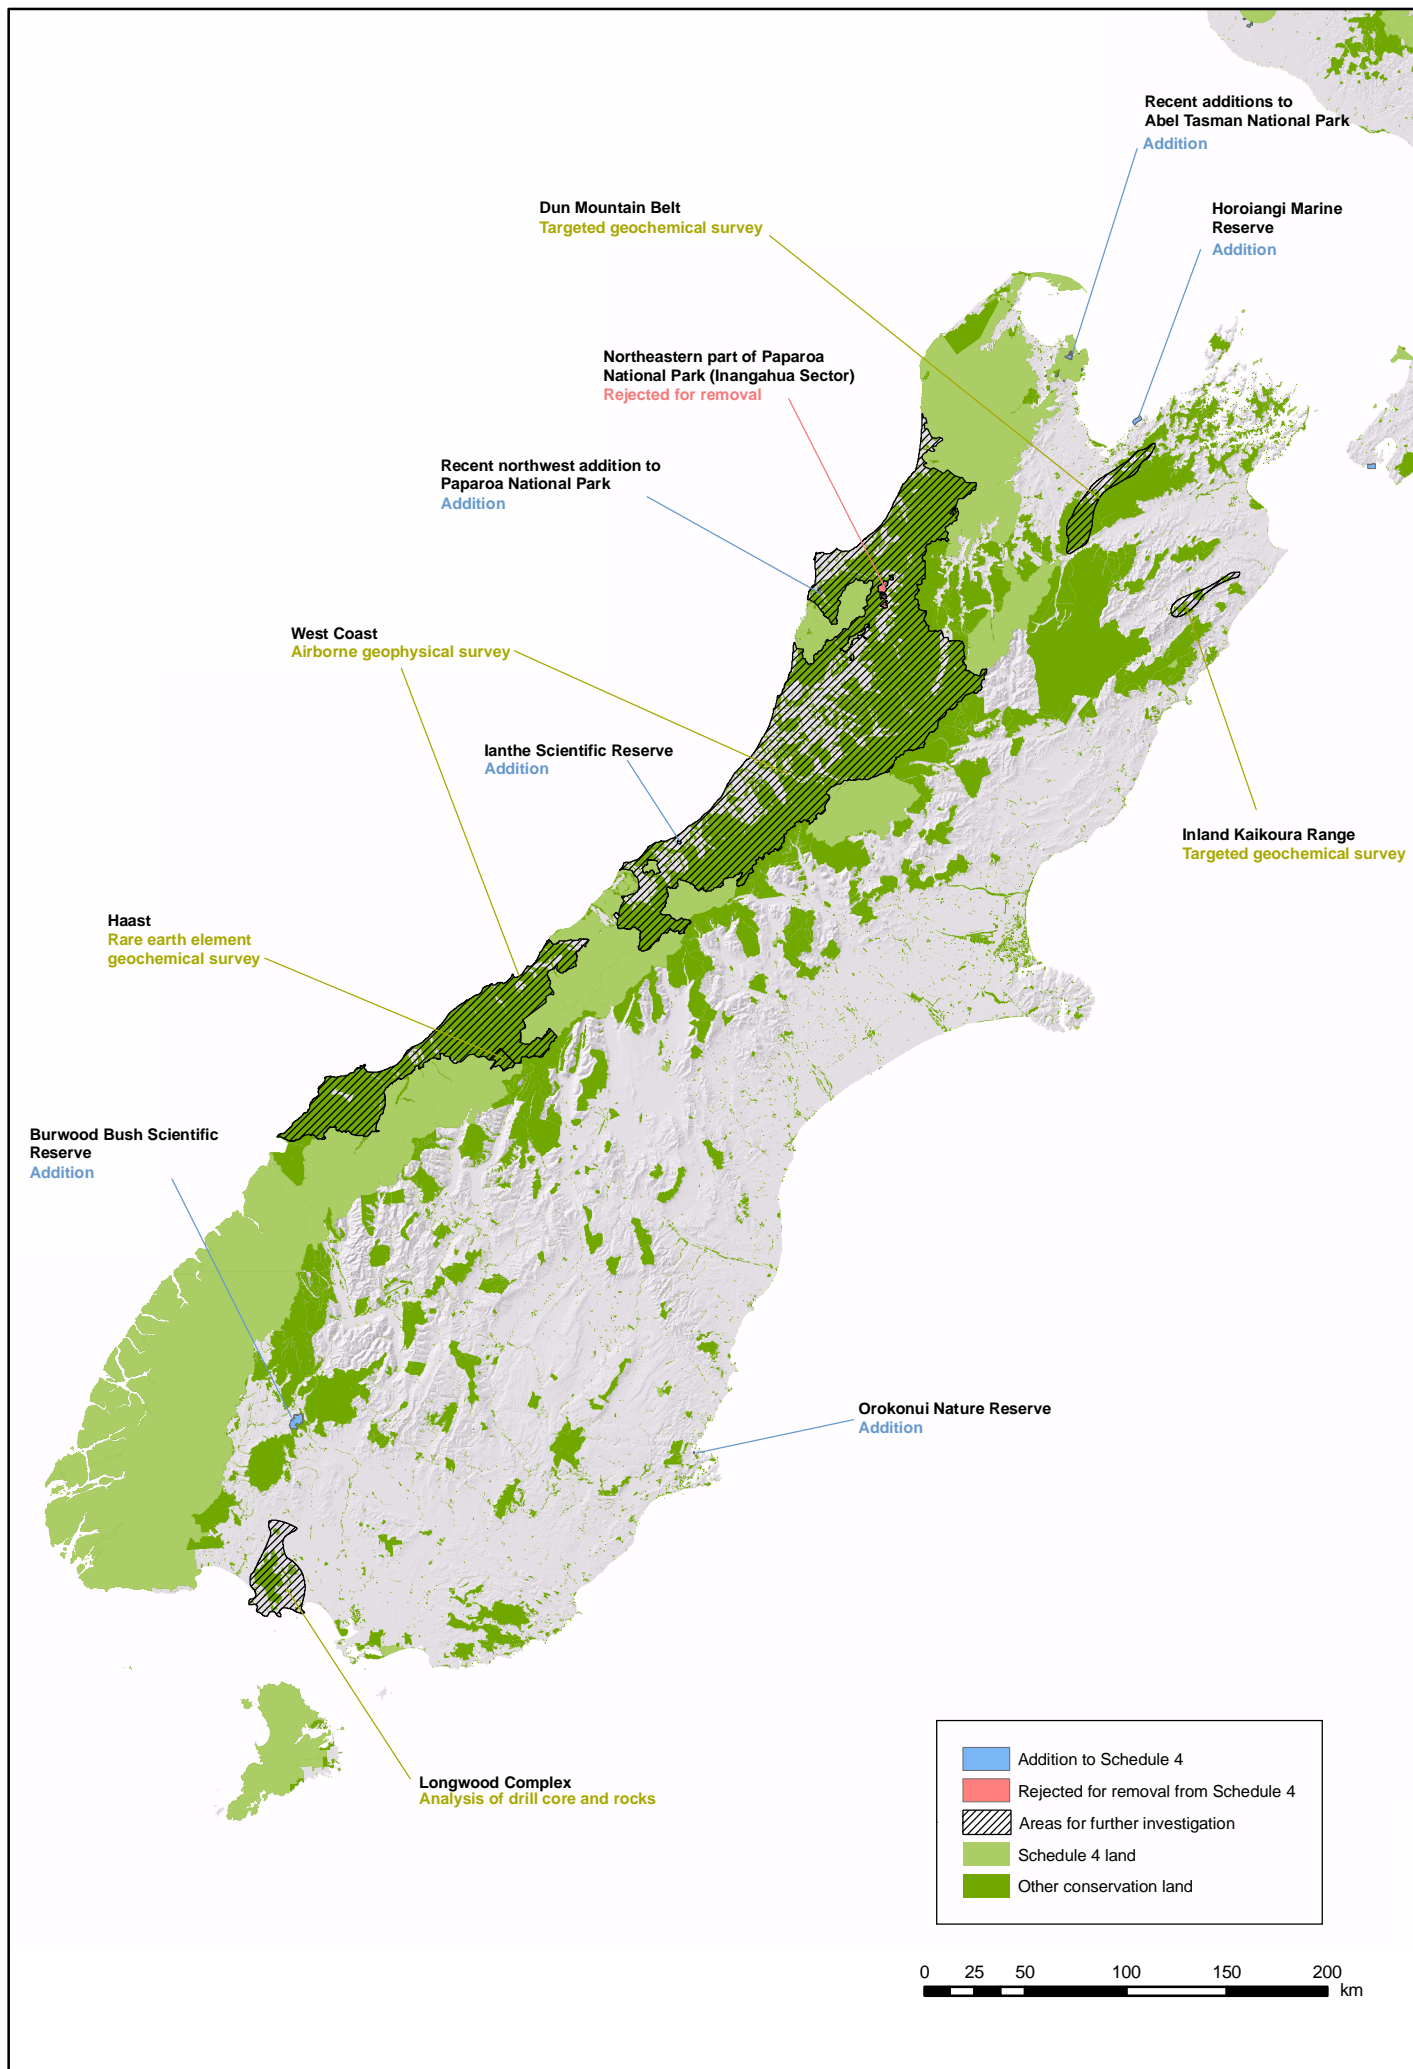 Recent additions to
Abel Tasman National Park
Addition
Dun Mountain Belt
Targeted geochemical survey
Horoiangi Marine
Reserve
Addition
Northeastern part of Paparoa
National Park (Inangahua Sector)
Rejected for removal
Recent northwest addition to
Paparoa National Park
Addition
West Coast
Airborne geophysical survey
Ianthe Scientific Reserve
Addition
Inland Kaikoura Range
Targeted geochemical survey
Haast
Rare earth element
geochemical survey
Burwood Bush Scientific
Reserve
Addition
Orokonui Nature Reserve
Addition
Longwood Complex
Analysis of drill core and rocks
Addition to Schedule 4
Rejected for removal from Schedule 4
Areas for further investigation
Schedule 4 land
Other conservation land
0 25 50 100 150 200
km